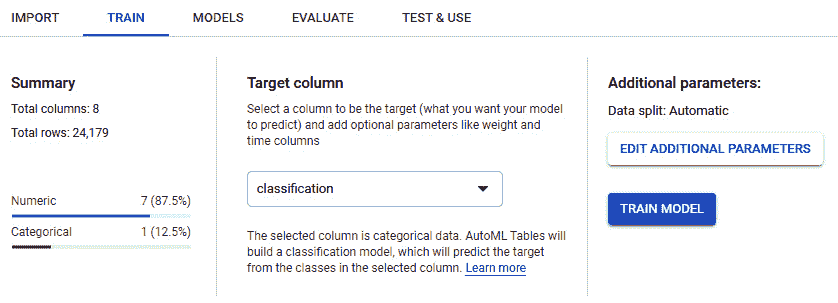 IMPORT TRAIN MODELS EVALUATE TEST & USE
Summary
Total columns: 8
Total rows: 24,179
Numeric 7 (87.5%)
Categorical 1 (12.5%)
Target column
Select a column to be the target (what you want your model
to predict) and add optional parameters like weight and
time columns
classification
The selected column is categorical data. AutoML Tables will
build a classification model, which will predict the target
from the classes in the selected column. Learn more
Additional parameters:
Data split: Automatic
EDIT ADDITIONAL PARAMETERS
TRAIN MODEL